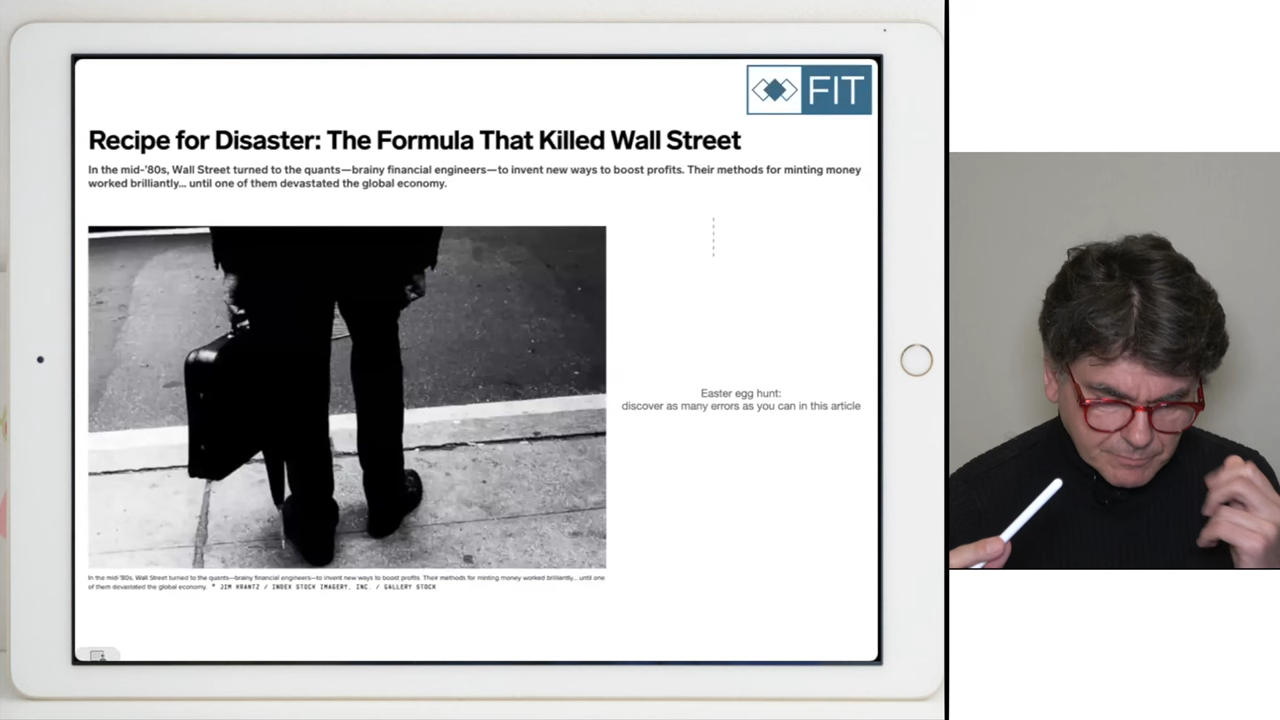 FIT
Recipe for Disaster: The Formula That Killed Wall Street
In the mid-'80s, Wall Street turned to the quants—brainy financial engineers—to invent new ways to boost profits. Their methods for minting money
worked brilliantly... until one of them devastated the global economy.
Easter egg hunt:
discover as many errors as you can in this article
In the mid-'80s, Wall Street turned to the quants—brainy financial engineers—to invent new ways to boost profits. Their methods for minting money worked brilliantly... until one
of them devastated the global economy. * JIM KRANTZ / INDEX STOCK IMAGERY, INC. / GALLERY STOCK